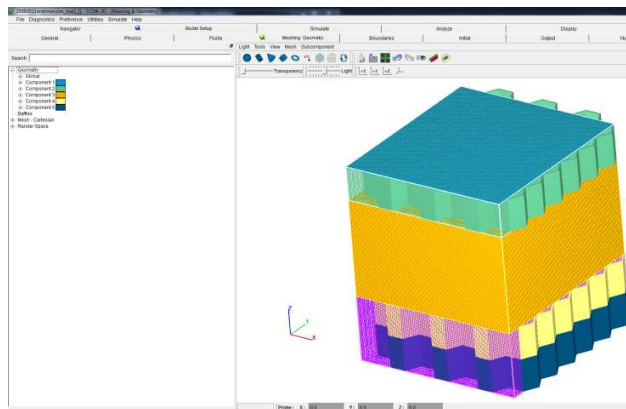 File Diagnostics Preference Utilities Simulate Help
Navigator Model Setup Simulate Analyze Display
General Physics Fluids Meshing Geometry Boundaries Initial Output Nu
Light Tools View Mesh Subcomponent
Search
Transparency Light
Geometry
Global
Component 1
Component 2
Component 3
Component 4
Component 5
Baffles
Mesh - Cartesian
Render Space
Z
Y
X
Probe: X: Y: Z: